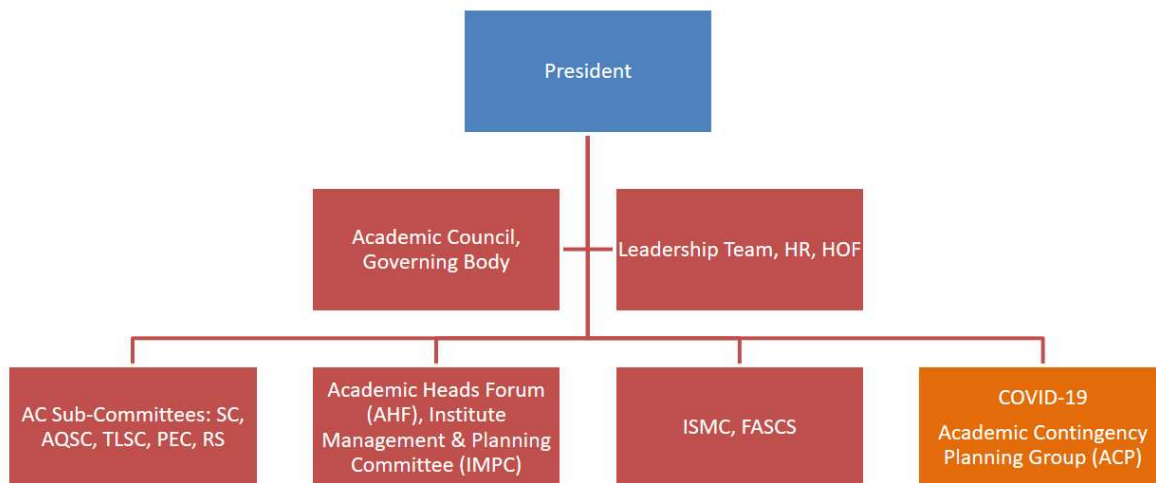 President
Academic Council,
Governing Body
Leadership Team, HR, HOF
AC Sub-Committees: SC,
AQSC, TLSC, PEC, RS
Academic Heads Forum
(AHF), Institute
Management & Planning
Committee (IMPC)
ISMC, FASCS
COVID-19
Academic Contingency
Planning Group (ACP)